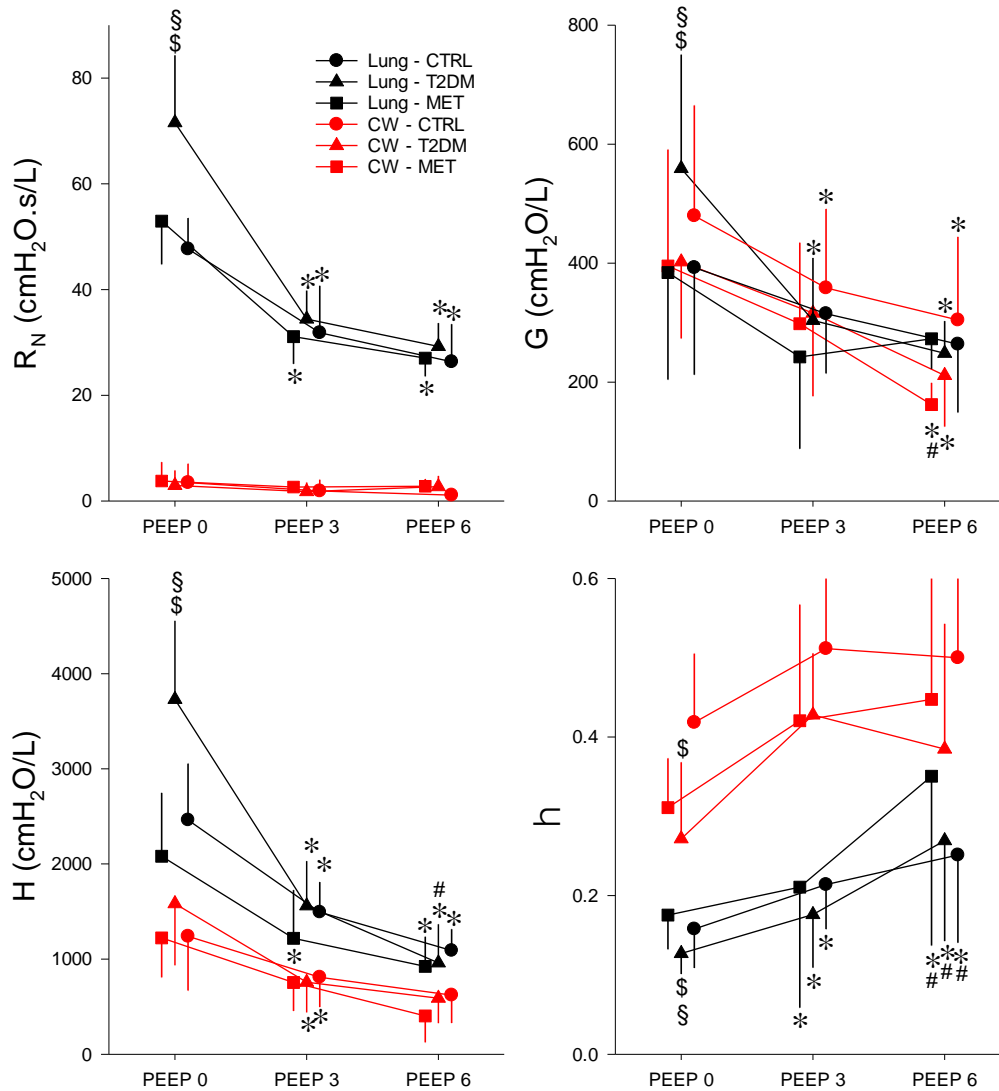 §
$
80
60
40
20
0
R_N (cmH₂O.s/L)
Lung - CTRL
Lung - T2DM
Lung - MET
CW - CTRL
CW - T2DM
CW - MET
* *
*
* *
*
PEEP 0 PEEP 3 PEEP 6
§
$
800
600
400
200
0
G (cmH₂O/L)
* *
* *
* *
#
PEEP 0 PEEP 3 PEEP 6
§
$
5000
4000
3000
2000
1000
0
H (cmH₂O/L)
* *
*
* *
#
* * *
PEEP 0 PEEP 3 PEEP 6
0.6
0.4
0.2
0.0
h
$
$
§
* * *
* * *
# # #
PEEP 0 PEEP 3 PEEP 6